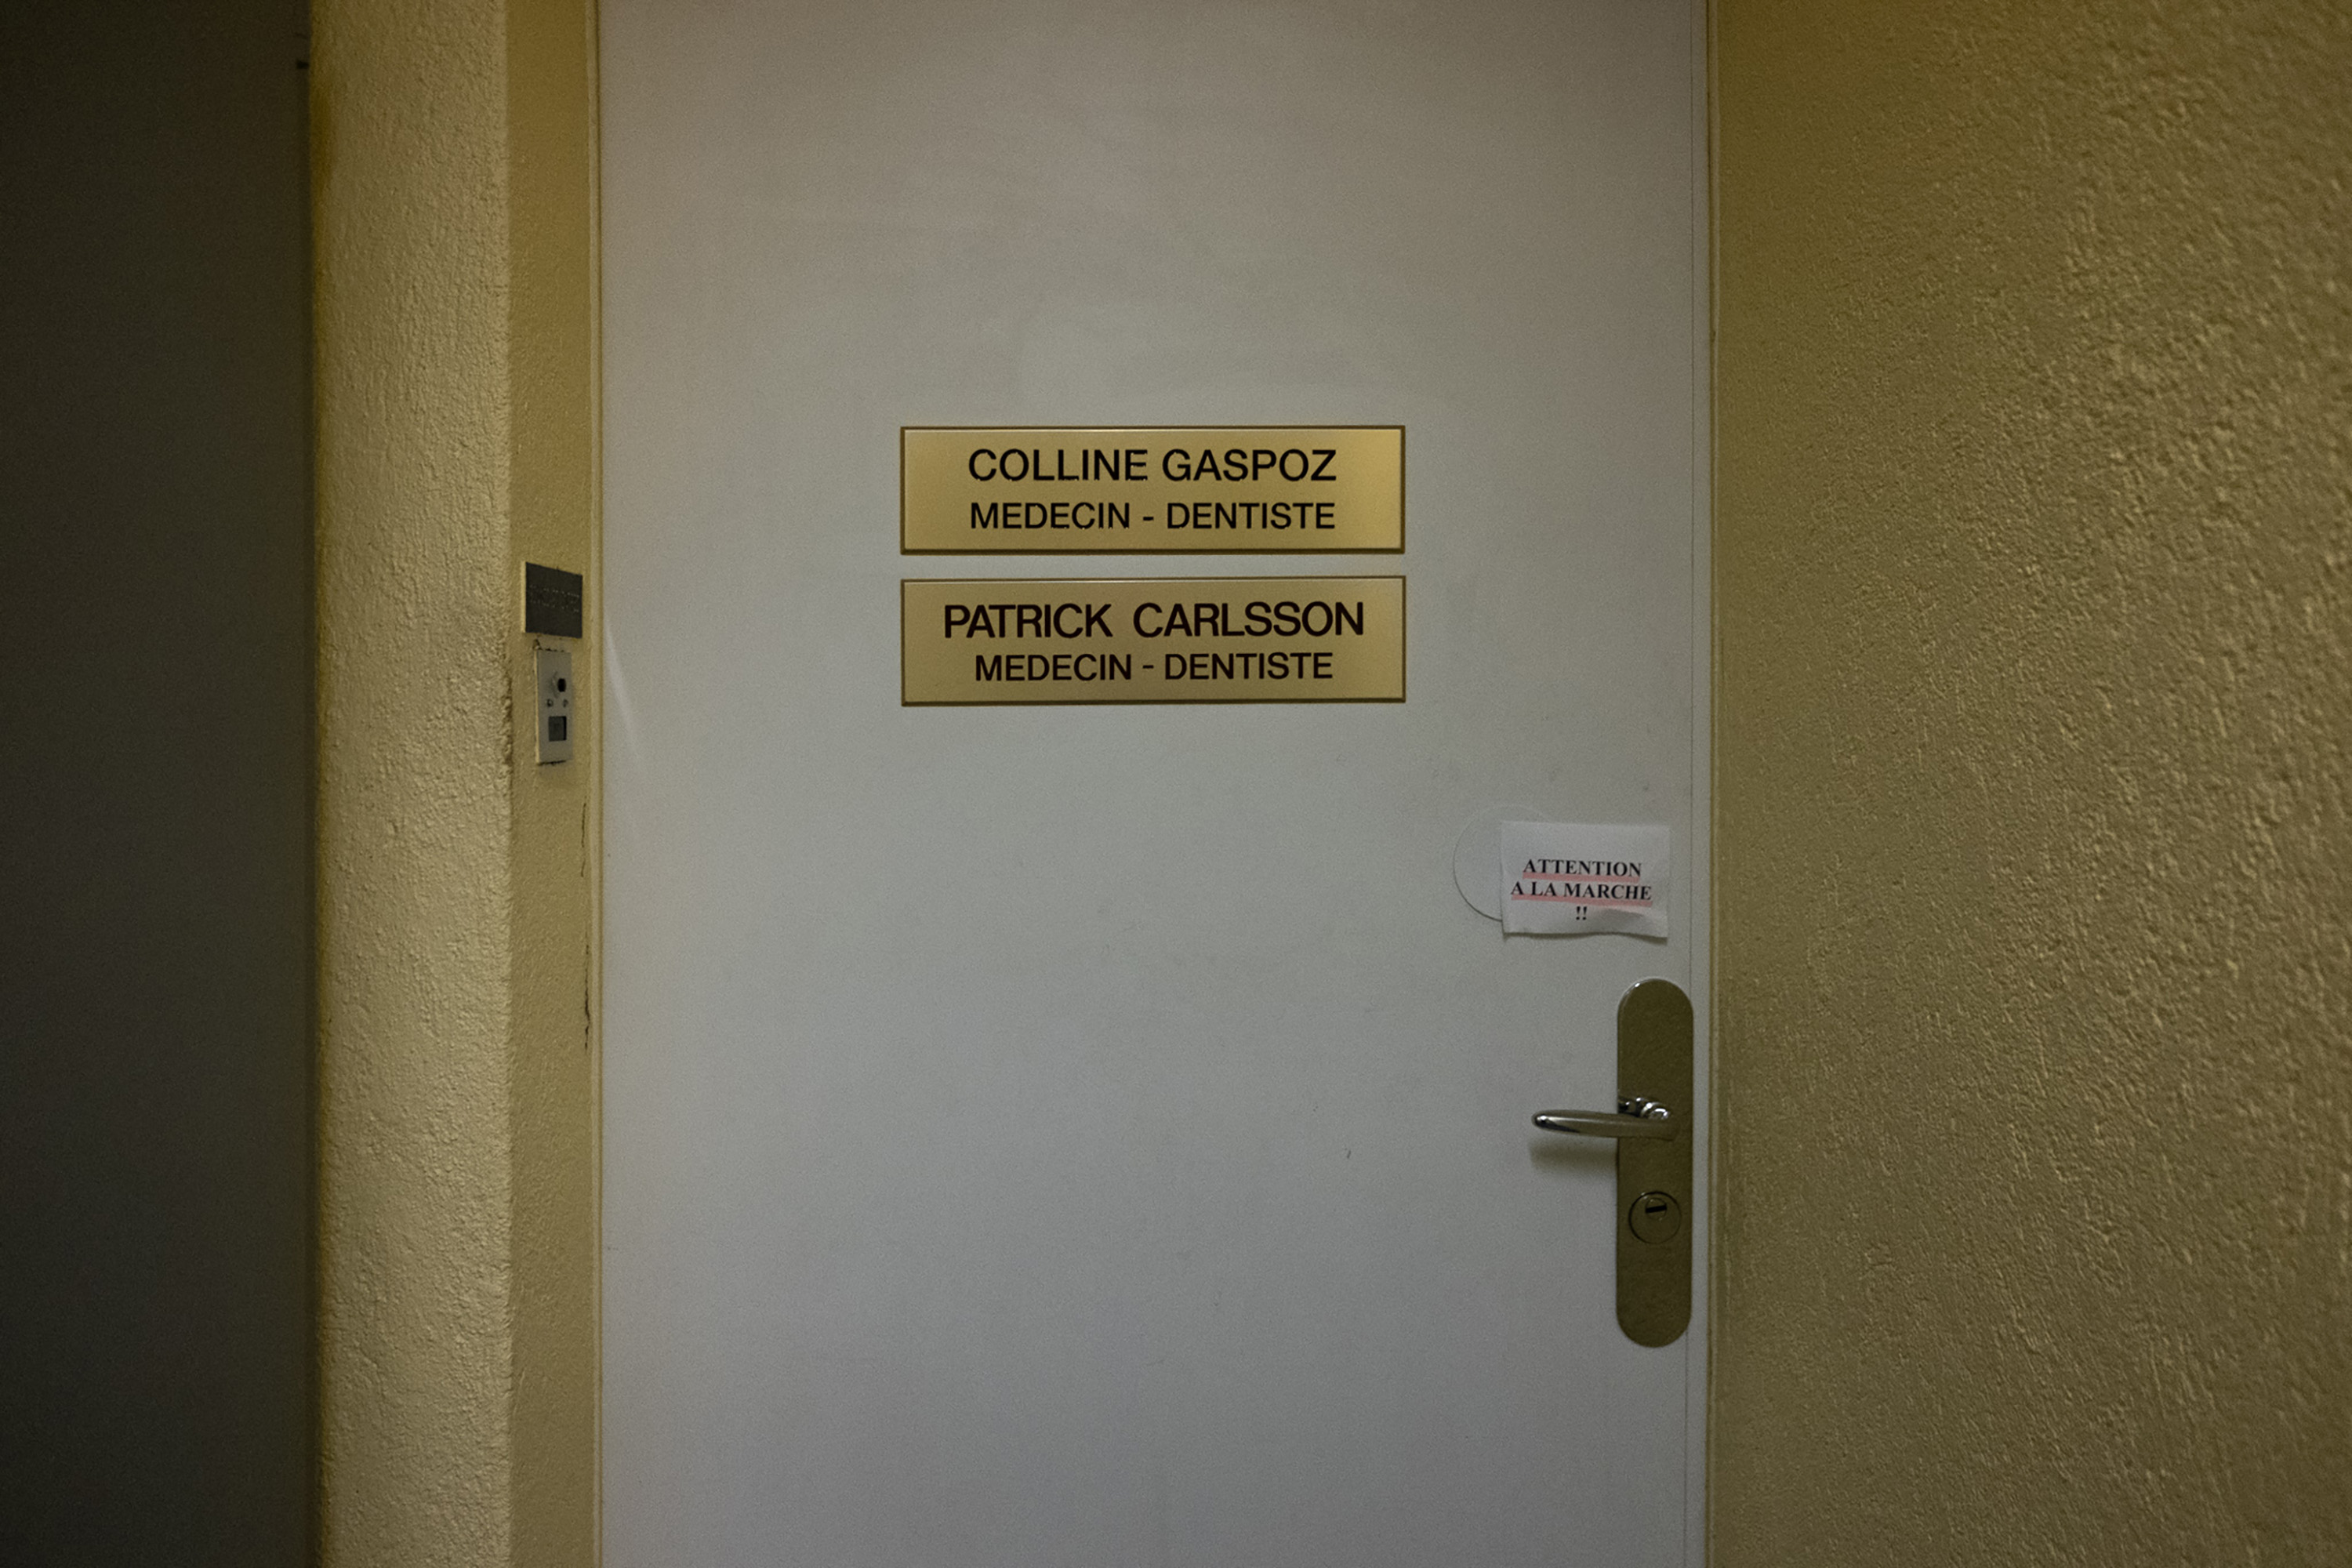 COLLINE GASPOZ
MEDECIN - DENTISTE
PATRICK CARLSSON
MEDECIN - DENTISTE
ATTENTION
A LA MARCHE
!!